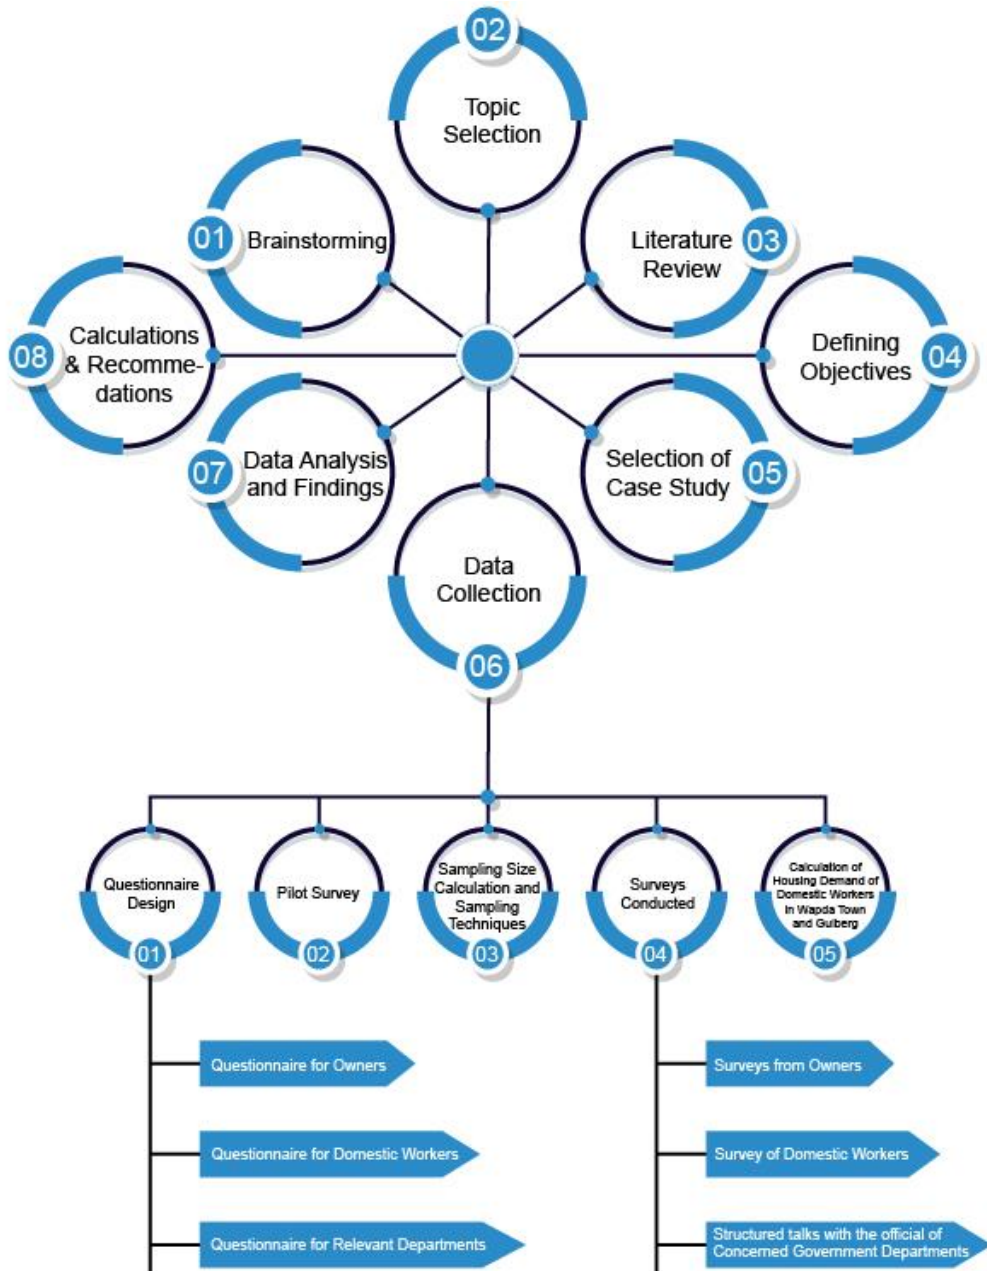 02
Topic
Selection
01
Brainstorming
Literature
Review
03
08
Calculations
& Recomme-
dations
Defining
Objectives
04
07
Data Analysis
and Findings
Selection of
Case Study
05
Data
Collection
06
Questionnaire
Design
01
Pilot Survey
02
Sampling Size
Calculation and
Sampling
Techniques
03
Surveys
Conducted
04
Calculation of
Housing Demand of
Domestic Workers
in Wapda Town
and Gulberg
05
Questionnaire for Owners
Questionnaire for Domestic Workers
Questionnaire for Relevant Departments
Surveys from Owners
Survey of Domestic Workers
Structured talks with the official of
Concerned Government Departments